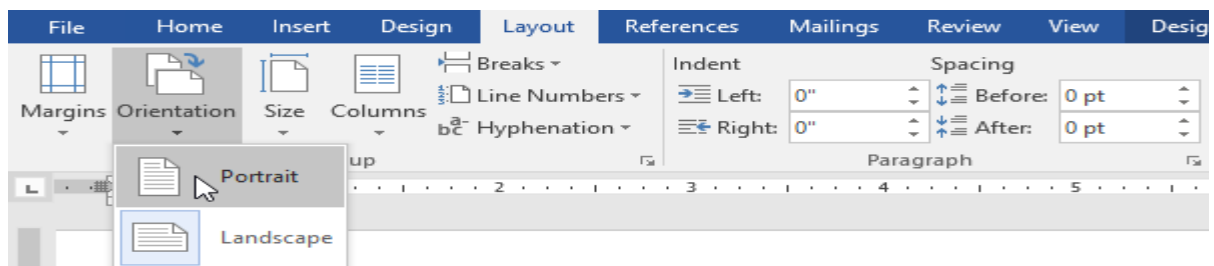 File Home Insert Design Layout References Mailings Review View Desig
Breaks Indent Spacing
Line Numbers Left: 0" Before: 0 pt
Margins Orientation Size Columns
Hyphenation Right: 0" After: 0 pt
up Paragraph
Portrait
2 3 4 5
Landscape